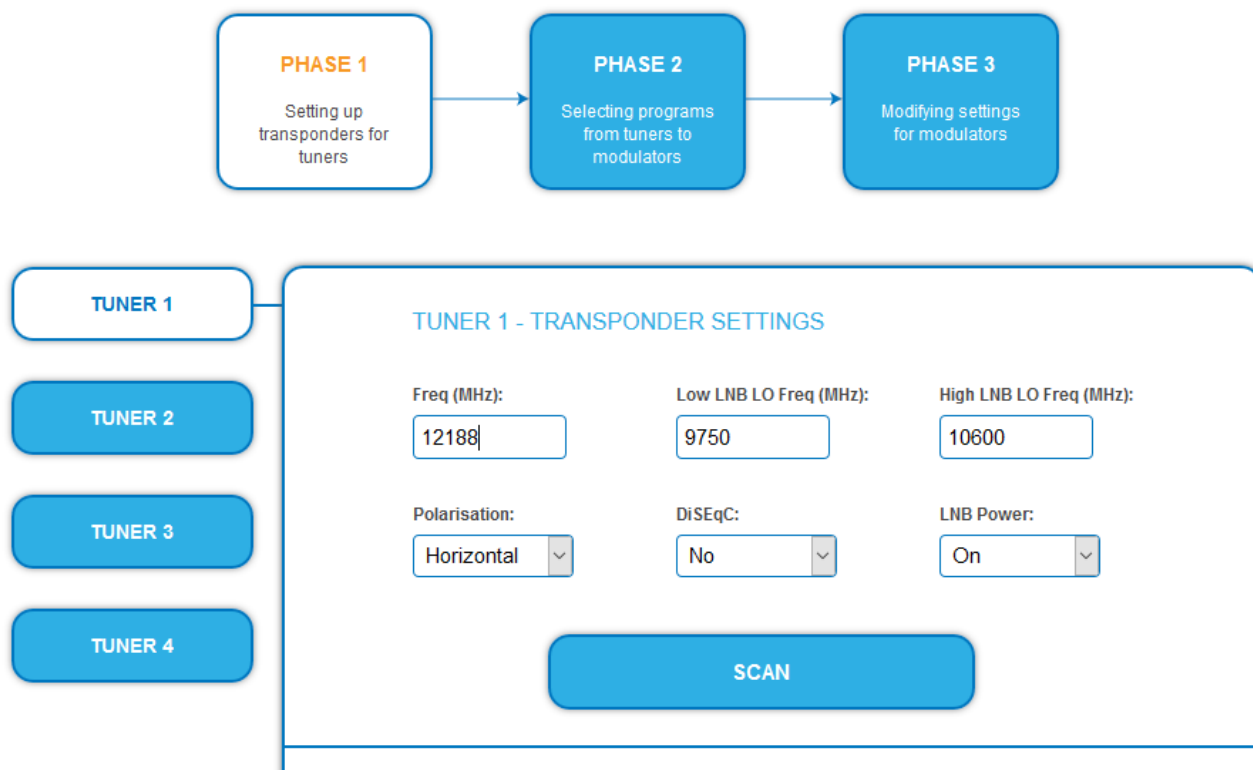 PHASE 1
Setting up
transponders for
tuners
PHASE 2
Selecting programs
from tuners to
modulators
PHASE 3
Modifying settings
for modulators
TUNER 1
TUNER 2
TUNER 3
TUNER 4
TUNER 1 - TRANSPONDER SETTINGS
Freq (MHz): Low LNB LO Freq (MHz): High LNB LO Freq (MHz):
12188 9750 10600
Polarisation: DiSEqC: LNB Power:
Horizontal No On
SCAN